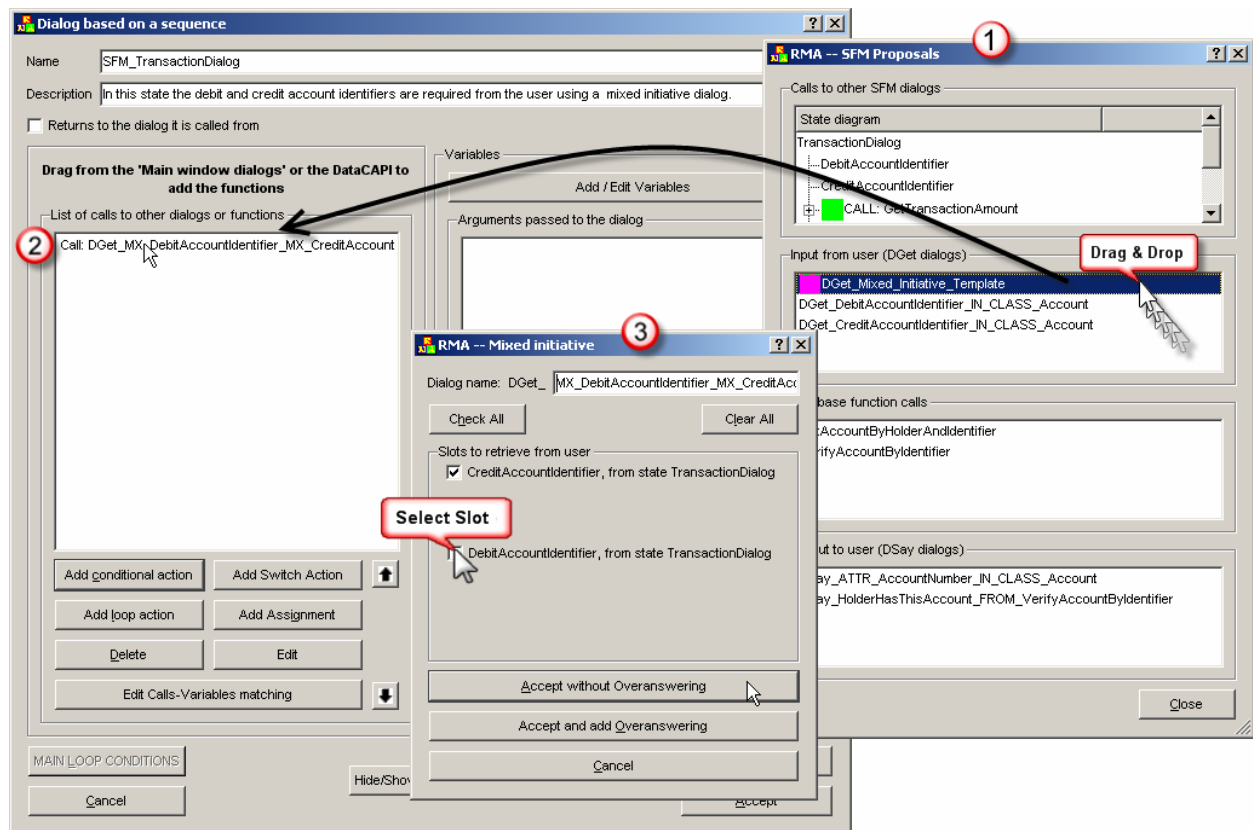 Dialog based on a sequence
Name
SFM_TransactionDialog
Description
In this state the debit and credit account identifiers are required from the user using a mixed initiative dialog.
Returns to the dialog it is called from
Drag from the 'Main window dialogs' or the DataCAPI to
add the functions
List of calls to other dialogs or functions
2
Call: DGet_MX_DebitAccountIdentifier_MX_CreditAccount
Add conditional action
Add Switch Action
Add loop action
Add Assignment
Delete
Edit
Edit Calls-Variables matching
MAIN LOOP CONDITIONS
Hide/Show
Cancel
Accept
Variables
Add / Edit Variables
Arguments passed to the dialog
1
RMA -- SFM Proposals
Calls to other SFM dialogs
State diagram
TransactionDialog
DebitAccountIdentifier
CreditAccountIdentifier
CALL: GetTransactionAmount
Input from user (DGet dialogs)
Drag & Drop
DGet_Mixed_Initiative_Template
DGet_DebitAccountIdentifier_IN_CLASS_Account
DGet_CreditAccountIdentifier_IN_CLASS_Account
base function calls
AccountByHolderAndIdentifier
ifyAccountByIdentifier
ut to user (DSay dialogs)
ay_ATTR_AccountNumber_IN_CLASS_Account
ay_HolderHasThisAccount_FROM_VerifyAccountByIdentifier
Close
3
RMA -- Mixed initiative
Dialog name: DGet_
MX_DebitAccountIdentifier_MX_CreditAcc
Check All
Clear All
Slots to retrieve from user
CreditAccountIdentifier, from state TransactionDialog
Select Slot
DebitAccountIdentifier, from state TransactionDialog
Accept without Overanswering
Accept and add Overanswering
Cancel